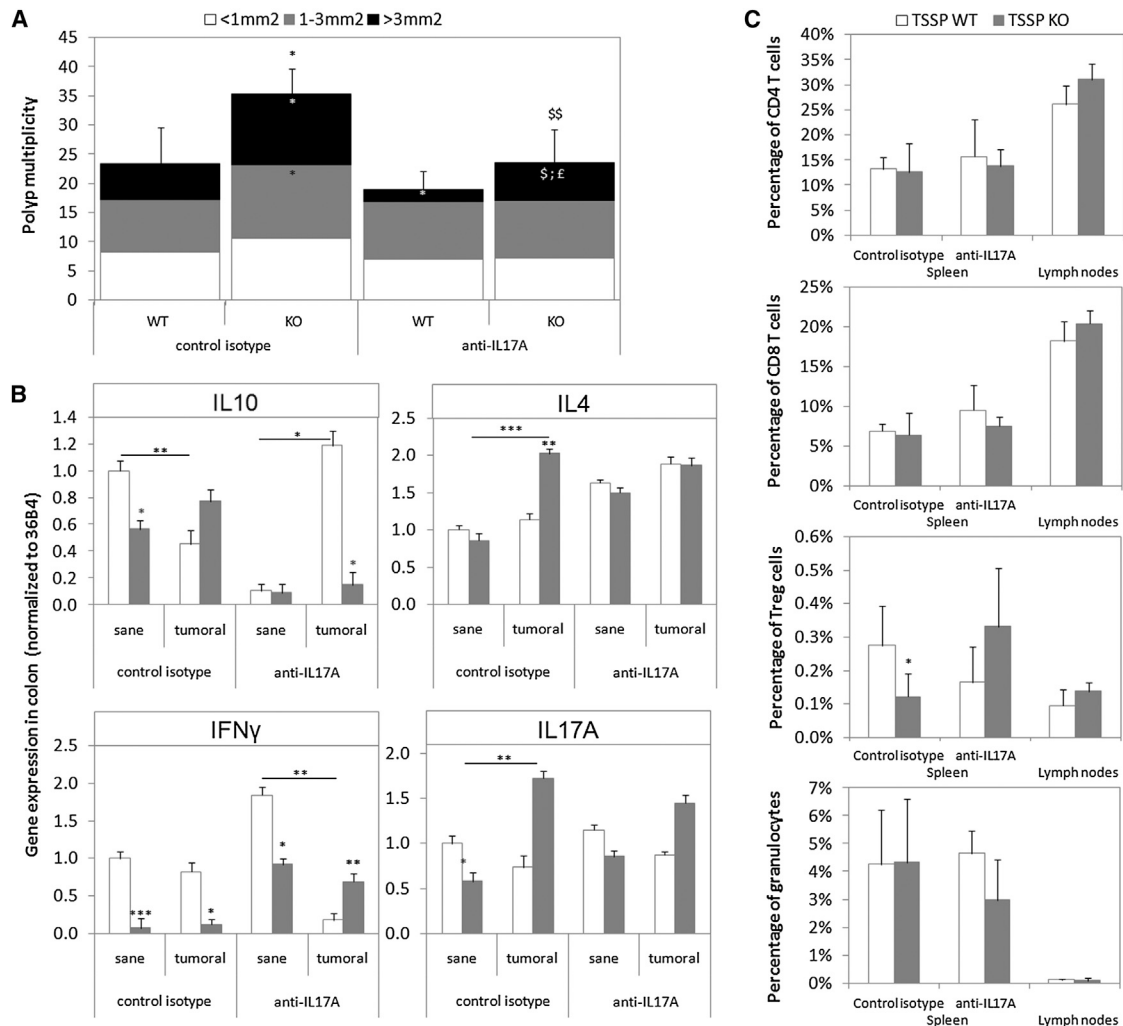 A
<1mm2 1-3mm2 >3mm2
Polyp multiplicity
45
40
35
30
25
20
15
10
5
0
*
*
*
*
$$
$;£
WT KO WT KO
control isotype anti-IL17A
B
Gene expression in colon (normalized to 36B4)
IL10
1.4
1.2
1.0
0.8
0.6
0.4
0.2
0.0
**
*
*
*
sane tumoral sane tumoral
control isotype anti-IL17A
IL4
2.5
2.0
1.5
1.0
0.5
0.0
***
**
sane tumoral sane tumoral
control isotype anti-IL17A
IFNγ
2.5
2.0
1.5
1.0
0.5
0.0
**
***
*
*
**
sane tumoral sane tumoral
control isotype anti-IL17A
IL17A
2.0
1.5
1.0
0.5
0.0
**
*
sane tumoral sane tumoral
control isotype anti-IL17A
C
TSSP WT TSSP KO
Percentage of CD4 T cells
40%
35%
30%
25%
20%
15%
10%
5%
0%
Control isotype anti-IL17A
Spleen Lymph nodes
Percentage of CD8 T cells
25%
20%
15%
10%
5%
0%
Control isotype anti-IL17A
Spleen Lymph nodes
Percentage of Treg cells
0.6%
0.5%
0.4%
0.3%
0.2%
0.1%
0.0%
*
Control isotype anti-IL17A
Spleen Lymph nodes
Percentage of granulocytes
7%
6%
5%
4%
3%
2%
1%
0%
Control isotype anti-IL17A
Spleen Lymph nodes